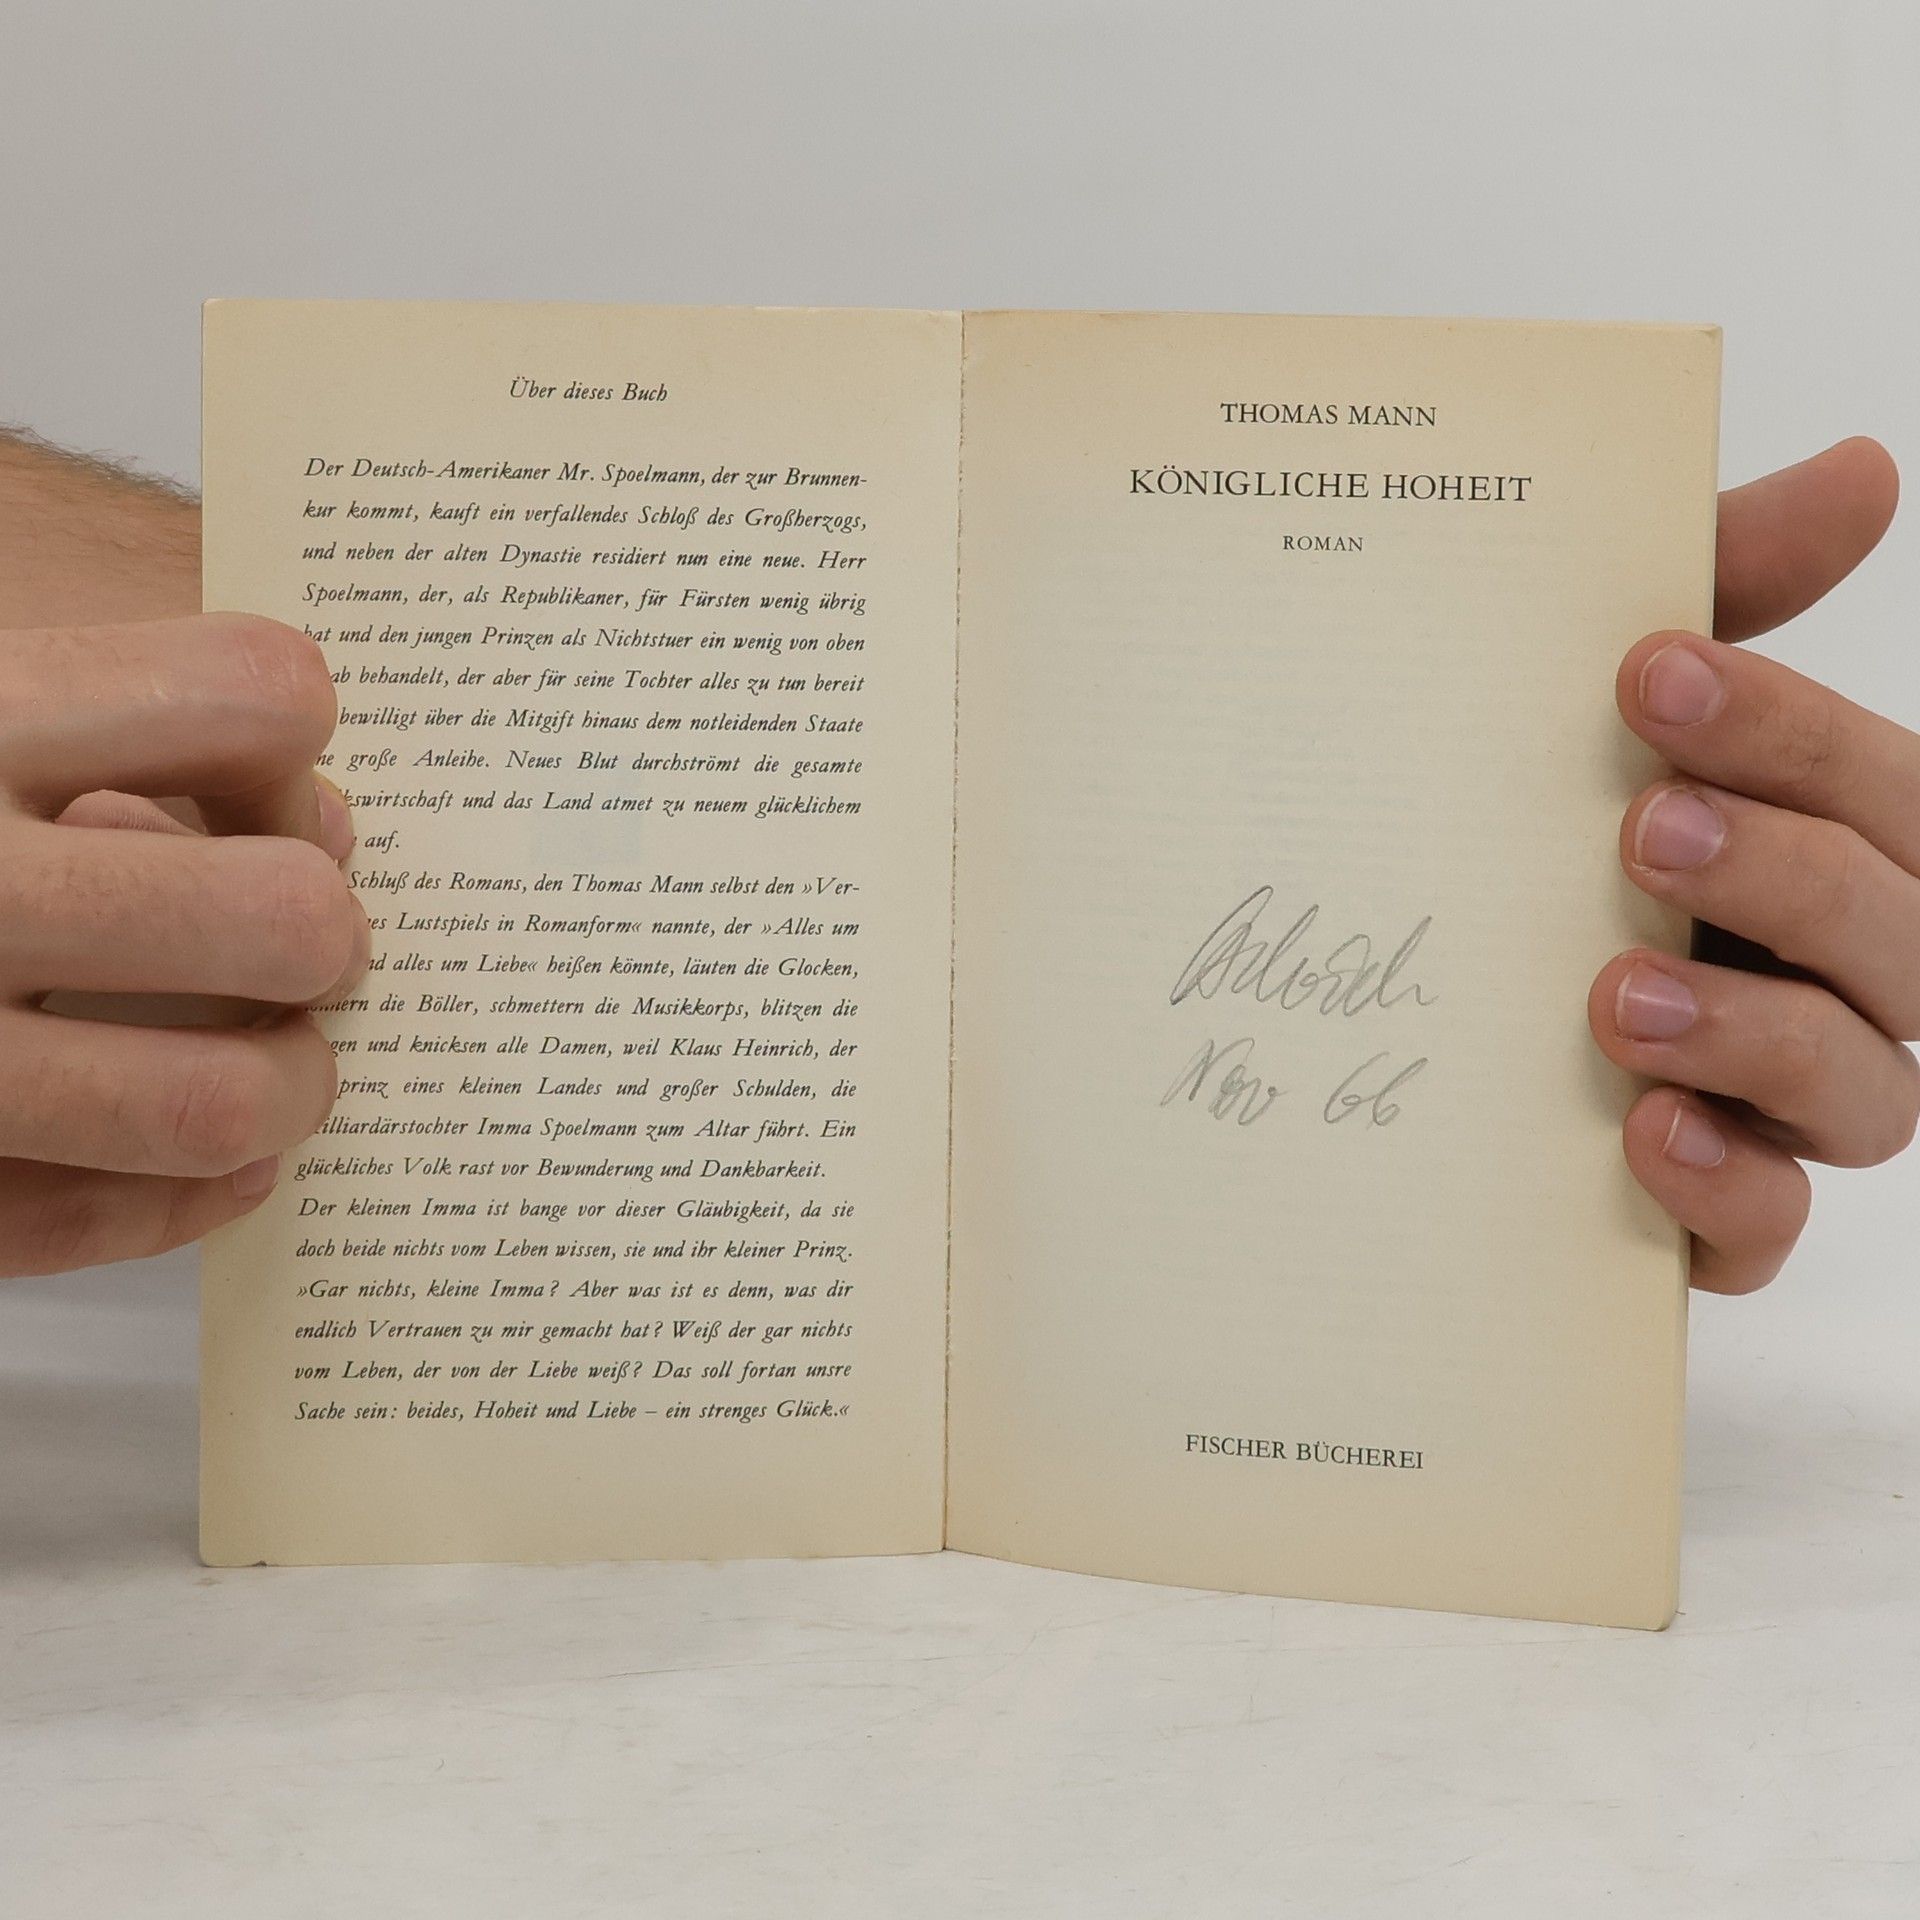 Über dieses Buch
Der Deutsch-Amerikaner Mr. Spoelmann, der zur Brunnen-
kur kommt, kauft ein verfallendes Schloß des Großherzogs,
und neben der alten Dynastie residiert nun eine neue. Herr
Spoelmann, der, als Republikaner, für Fürsten wenig übrig
hat und den jungen Prinzen als Nichtstuer ein wenig von oben
behandelt, der aber für seine Tochter alles zu tun bereit
bewilligt über die Mitgift hinaus dem notleidenden Staate
große Anleihe. Neues Blut durchströmt die gesamte
und das Land atmet zu neuem glücklichem
auf.
Schluß des Romans, den Thomas Mann selbst den »Ver-
Lustspiels in Romanform« nannte, der »Alles um
alles um Liebe« heißen könnte, läuten die Glocken,
die Böller, schmettern die Musikkorps, blitzen die
und knicksen alle Damen, weil Klaus Heinrich, der
eines kleinen Landes und großer Schulden, die
Imma Spoelmann zum Altar führt. Ein
glückliches Volk rast vor Bewunderung und Dankbarkeit.
Der kleinen Imma ist bange vor dieser Gläubigkeit, da sie
doch beide nichts vom Leben wissen, sie und ihr kleiner Prinz.
»Gar nichts, kleine Imma? Aber was ist es denn, was dir
endlich Vertrauen zu mir gemacht hat? Weiß der gar nichts
vom Leben, der von der Liebe weiß? Das soll fortan unsre
Sache sein: beides, Hoheit und Liebe – ein strenges Glück.«
THOMAS MANN
KÖNIGLICHE HOHEIT
ROMAN
Nov 66
FISCHER BÜCHEREI